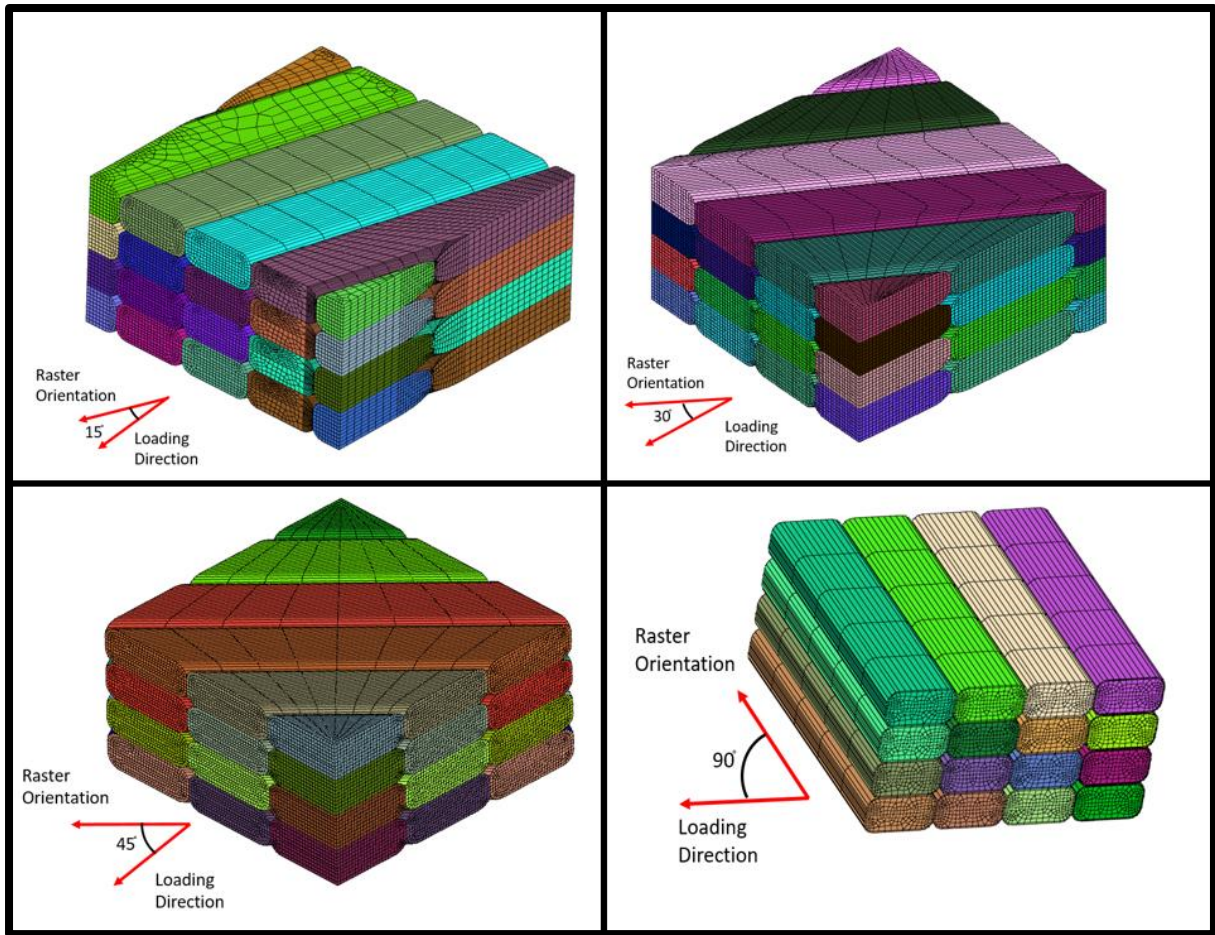 Raster
Orientation
15°
Loading
Direction
Raster
Orientation
30°
Loading
Direction
Raster
Orientation
45°
Loading
Direction
Raster
Orientation
90°
Loading
Direction